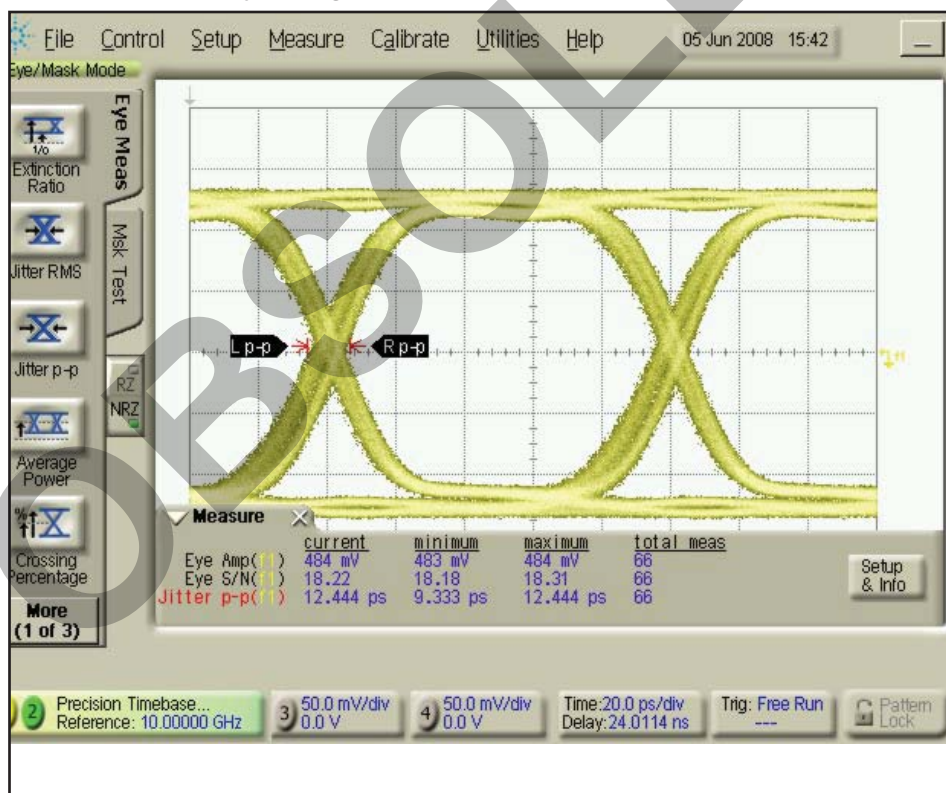 File Control Setup Measure Calibrate Utilities Help 05 Jun 2008 15:42
Eye/Mask Mode
Eye Meas
Msk Test
1/0
Extinction
Ratio
Jitter RMS
Jitter p-p
RZ
NRZ
Average
Power
%
Crossing
Percentage
More
(1 of 3)
L p-p
R p-p
f1
Measure
current minimum maximum total meas
Eye Amp(f1) 484 mV 483 mV 484 mV 66
Eye S/N(f1) 18.22 18.18 18.31 66
Jitter p-p(f1) 12.444 ps 9.333 ps 12.444 ps 66
Setup
& Info
2 Precision Timebase...
Reference: 10.00000 GHz
3 50.0 mV/div
0.0 V
4 50.0 mV/div
0.0 V
Time:20.0 ps/div
Delay:24.0114 ns
Trig: Free Run
---
Pattern
Lock
OBSOL